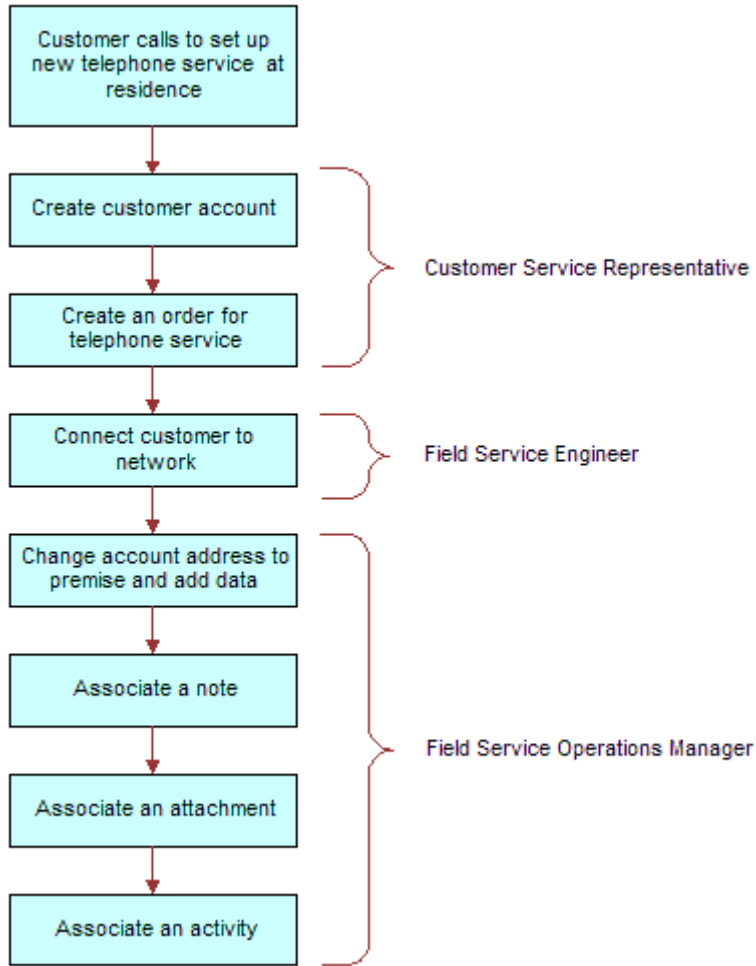 Customer calls to set up
new telephone service at
residence
Create customer account
Customer Service Representative
Create an order for
telephone service
Connect customer to
network
Field Service Engineer
Change account address to
premise and add data
Associate a note
Field Service Operations Manager
Associate an attachment
Associate an activity